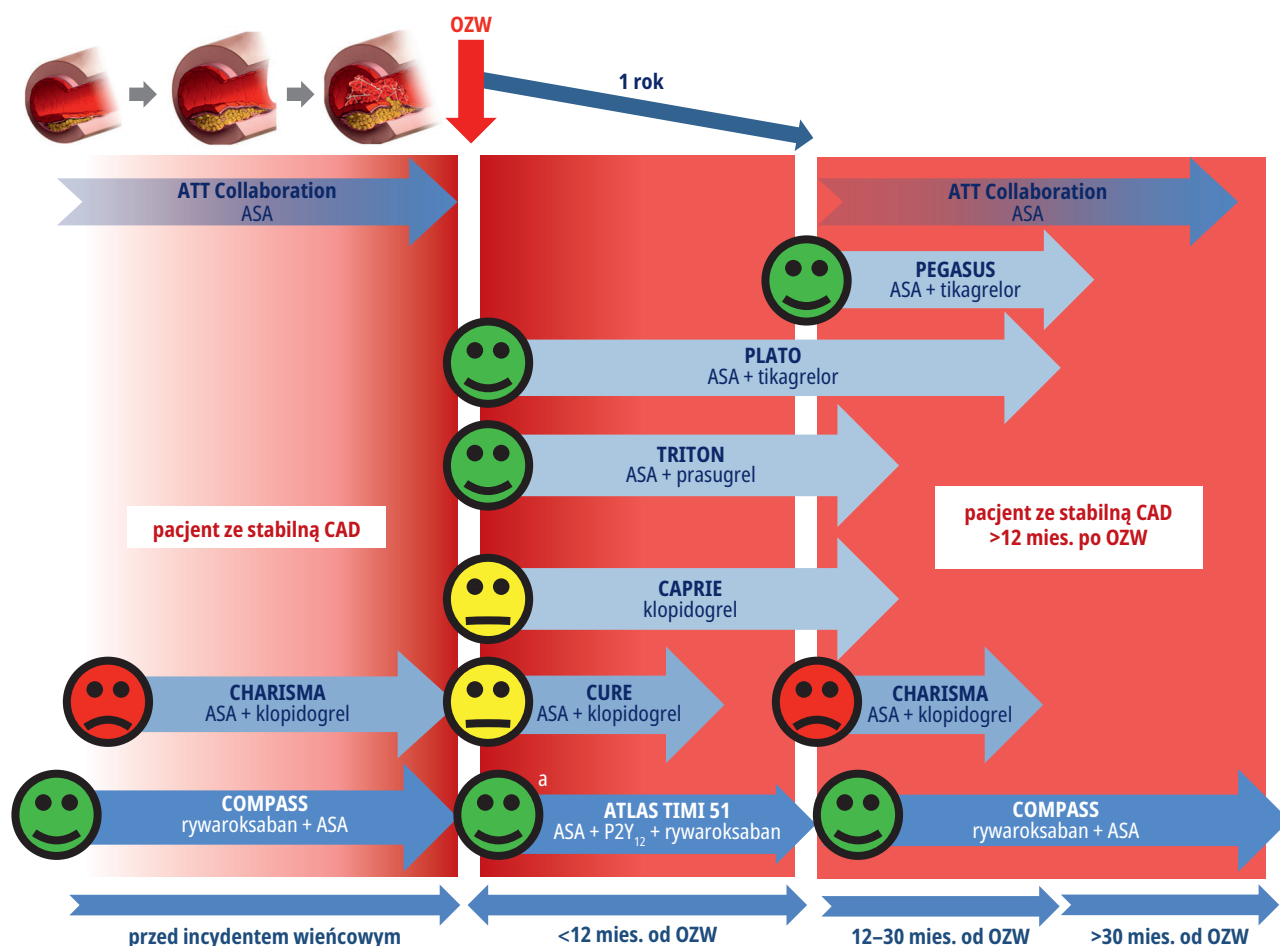 OZW
1 rok
ATT Collaboration
ASA
ATT Collaboration
ASA
PEGASUS
ASA + tikagrelor
PLATO
ASA + tikagrelor
TRITON
ASA + prasugrel
pacjent ze stabilną CAD
pacjent ze stabilną CAD
>12 mies. po OZW
CAPRIE
klopidogrel
CHARISMA
ASA + klopidogrel
CURE
ASA + klopidogrel
CHARISMA
ASA + klopidogrel
COMPASS
rywaroksaban + ASA
a
ATLAS TIMI 51
ASA + P2Y₁₂ + rywaroksaban
COMPASS
rywaroksaban + ASA
przed incydentem wieńcowym
<12 mies. od OZW
12–30 mies. od OZW
>30 mies. od OZW